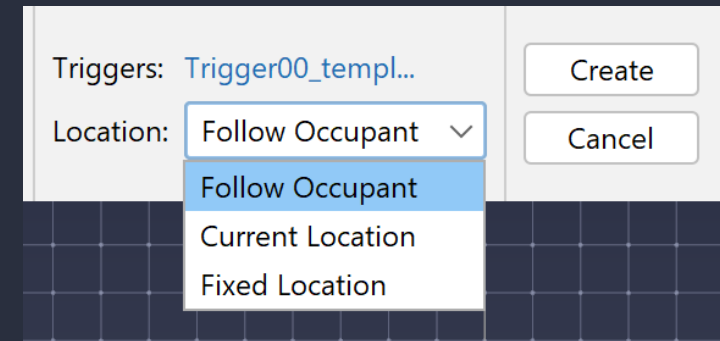 Triggers: Trigger00_templ...
Create
Location: Follow Occupant
Cancel
Follow Occupant
Current Location
Fixed Location